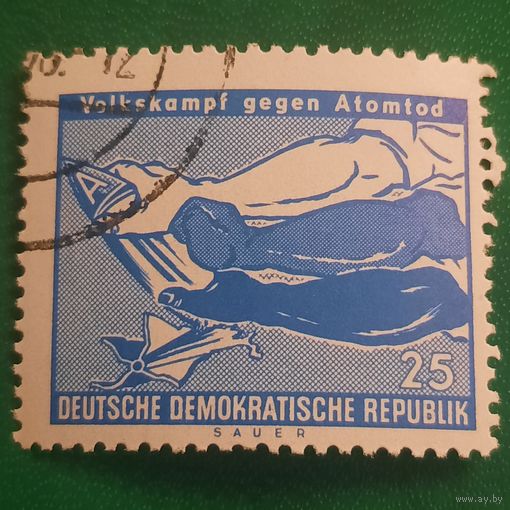 Volkskampf gegen Atomtod
A
25
DEUTSCHE DEMOKRATISCHE REPUBLIK
SAUER
www.ay.by